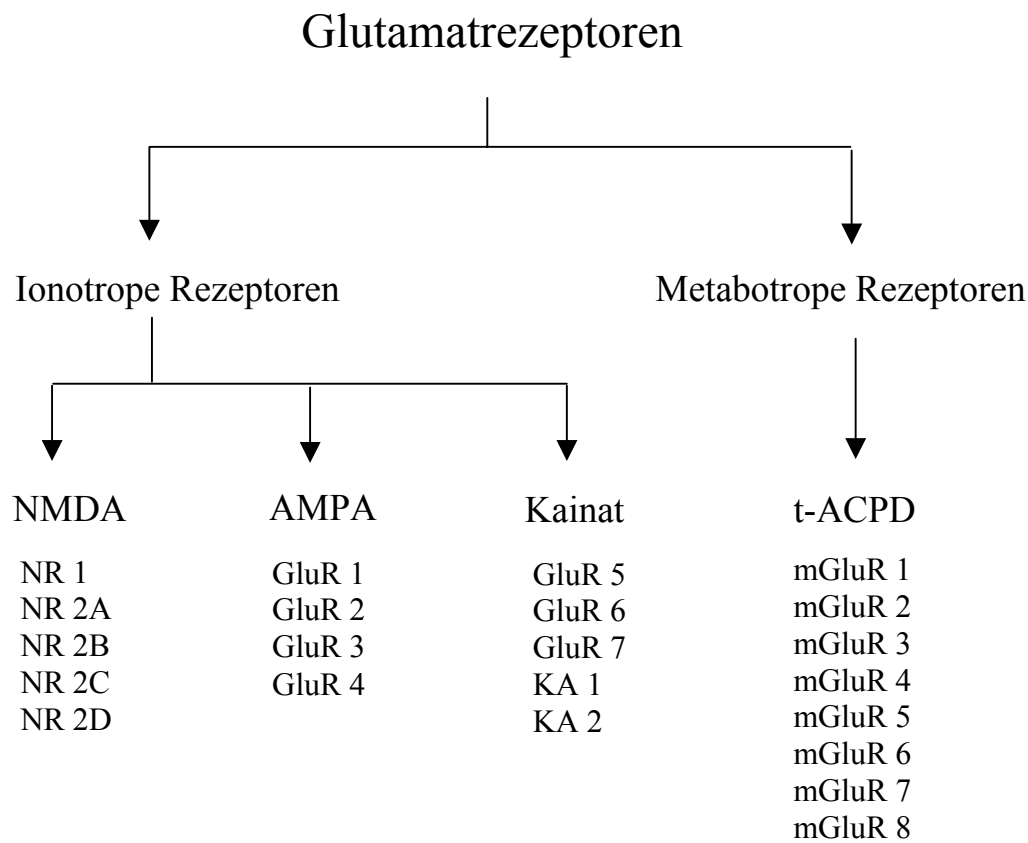 Glutamatrezeptoren
Ionotrope Rezeptoren
Metabotrope Rezeptoren
NMDA
NR 1
NR 2A
NR 2B
NR 2C
NR 2D
AMPA
GluR 1
GluR 2
GluR 3
GluR 4
Kainat
GluR 5
GluR 6
GluR 7
KA 1
KA 2
t-ACPD
mGluR 1
mGluR 2
mGluR 3
mGluR 4
mGluR 5
mGluR 6
mGluR 7
mGluR 8